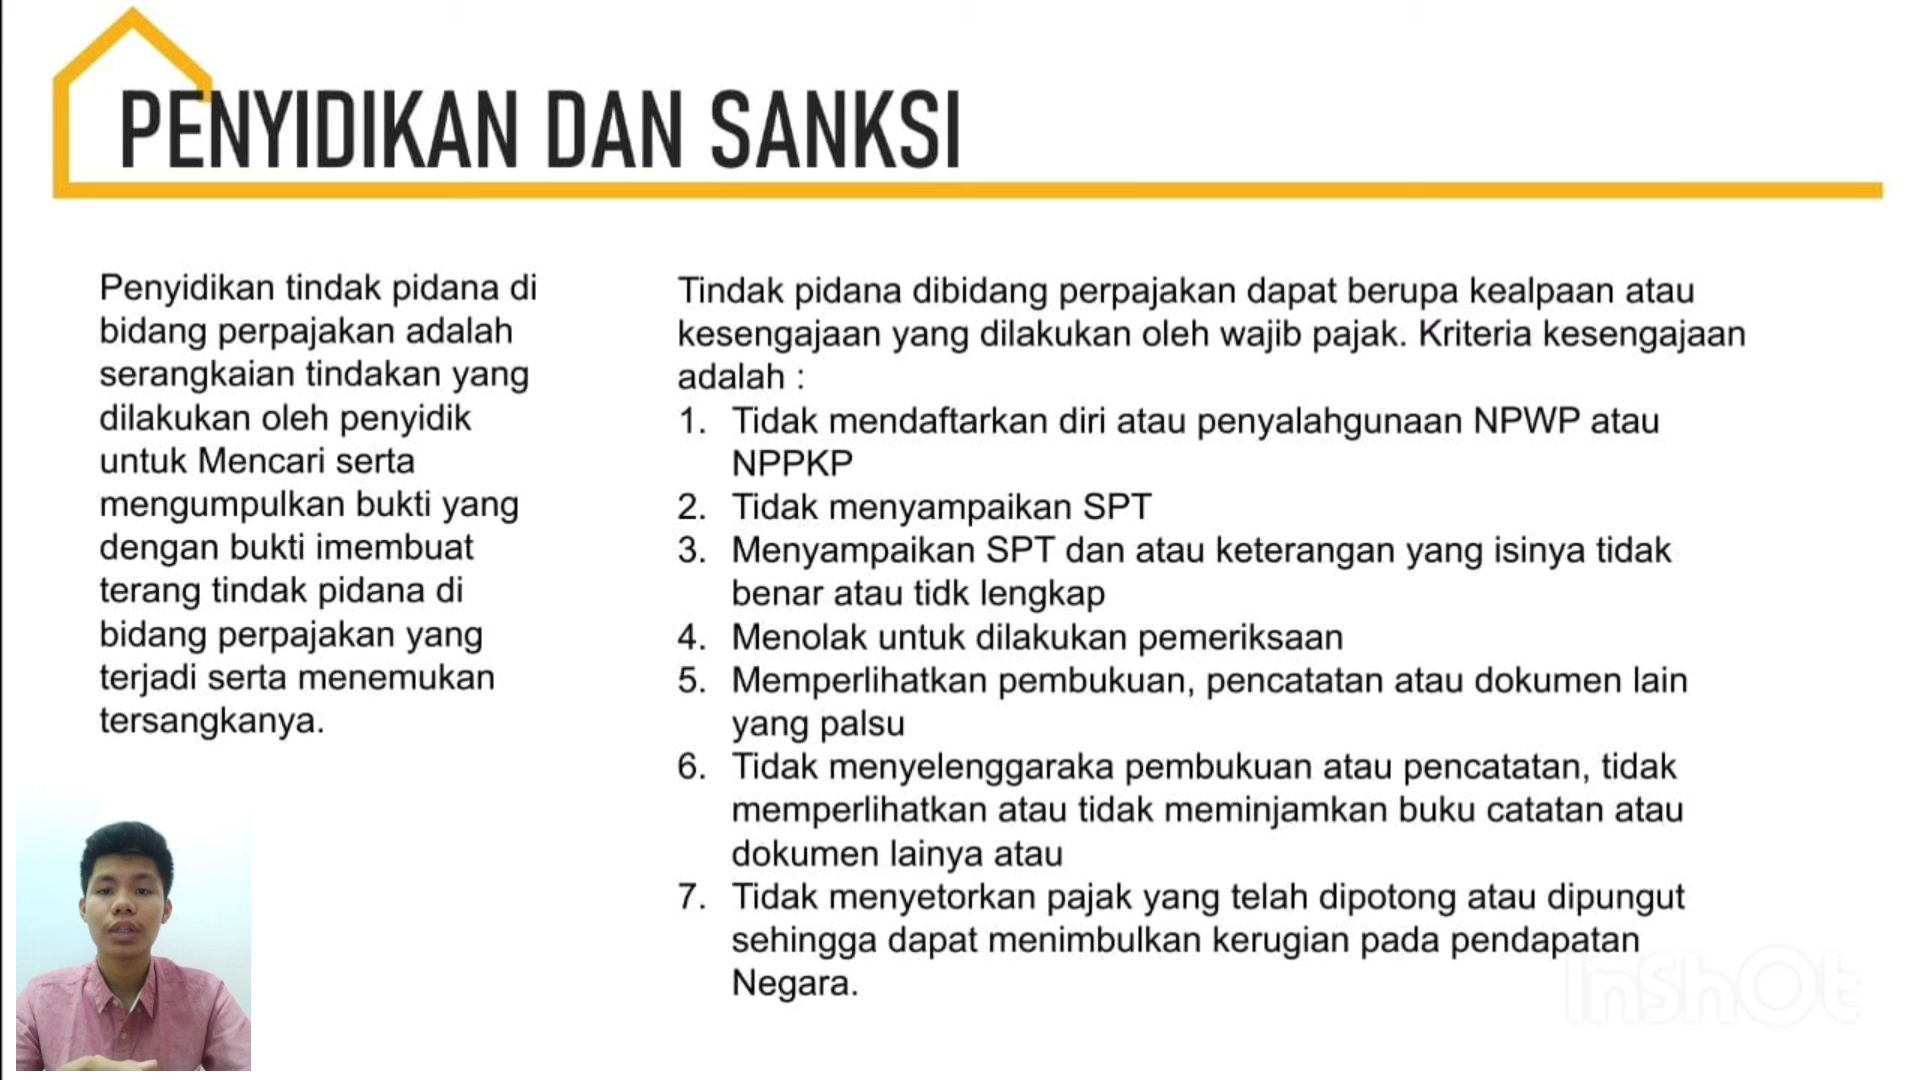 PENYIDIKAN DAN SANKSI
Penyidikan tindak pidana di
bidang perpajakan adalah
serangkaian tindakan yang
dilakukan oleh penyidik
untuk Mencari serta
mengumpulkan bukti yang
dengan bukti imembuat
terang tindak pidana di
bidang perpajakan yang
terjadi serta menemukan
tersangkanya.
Tindak pidana dibidang perpajakan dapat berupa kealpaan atau
kesengajaan yang dilakukan oleh wajib pajak. Kriteria kesengajaan
adalah :
1. Tidak mendaftarkan diri atau penyalahgunaan NPWP atau
NPPKP
2. Tidak menyampaikan SPT
3. Menyampaikan SPT dan atau keterangan yang isinya tidak
benar atau tidk lengkap
4. Menolak untuk dilakukan pemeriksaan
5. Memperlihatkan pembukuan, pencatatan atau dokumen lain
yang palsu
6. Tidak menyelenggaraka pembukuan atau pencatatan, tidak
memperlihatkan atau tidak meminjamkan buku catatan atau
dokumen lainya atau
7. Tidak menyetorkan pajak yang telah dipotong atau dipungut
sehingga dapat menimbulkan kerugian pada pendapatan
Negara.
InShOt